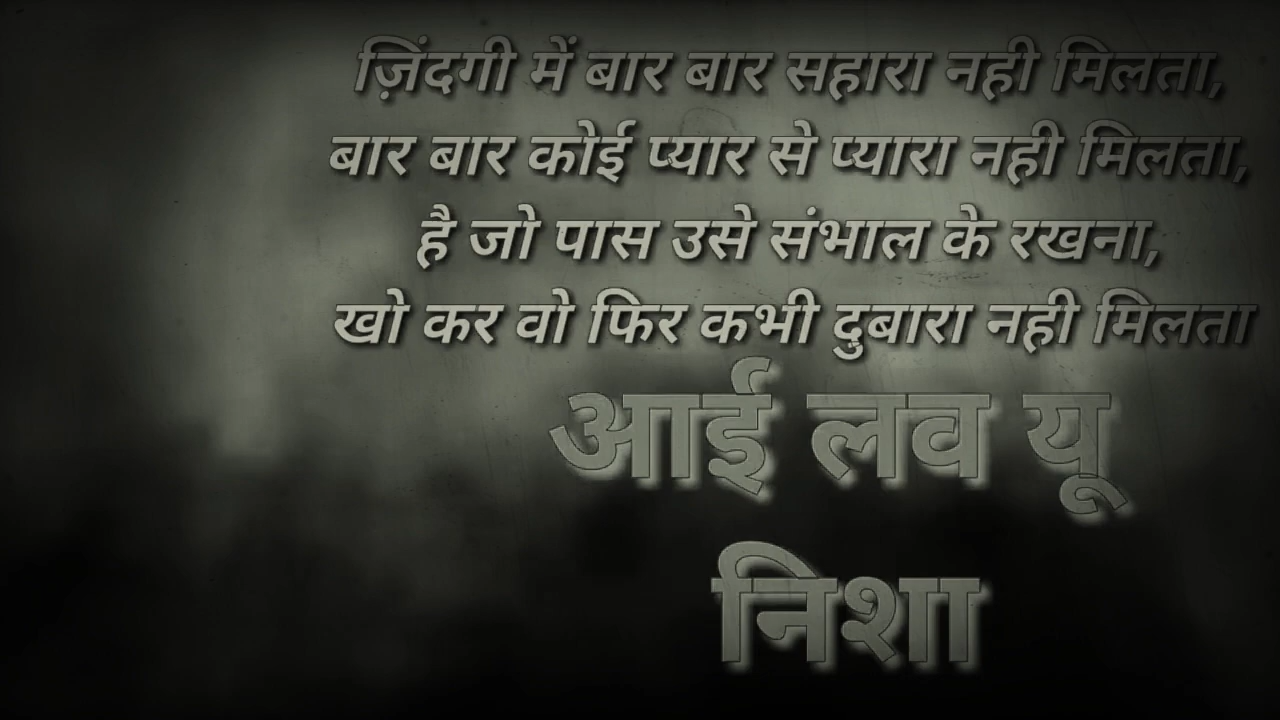 ज़िंदगी में बार बार सहारा नही मिलता,
बार बार कोई प्यार से प्यारा नही मिलता,
है जो पास उसे संभाल के रखना,
खो कर वो फिर कभी दुबारा नही मिलता
आई लव यू
निशा